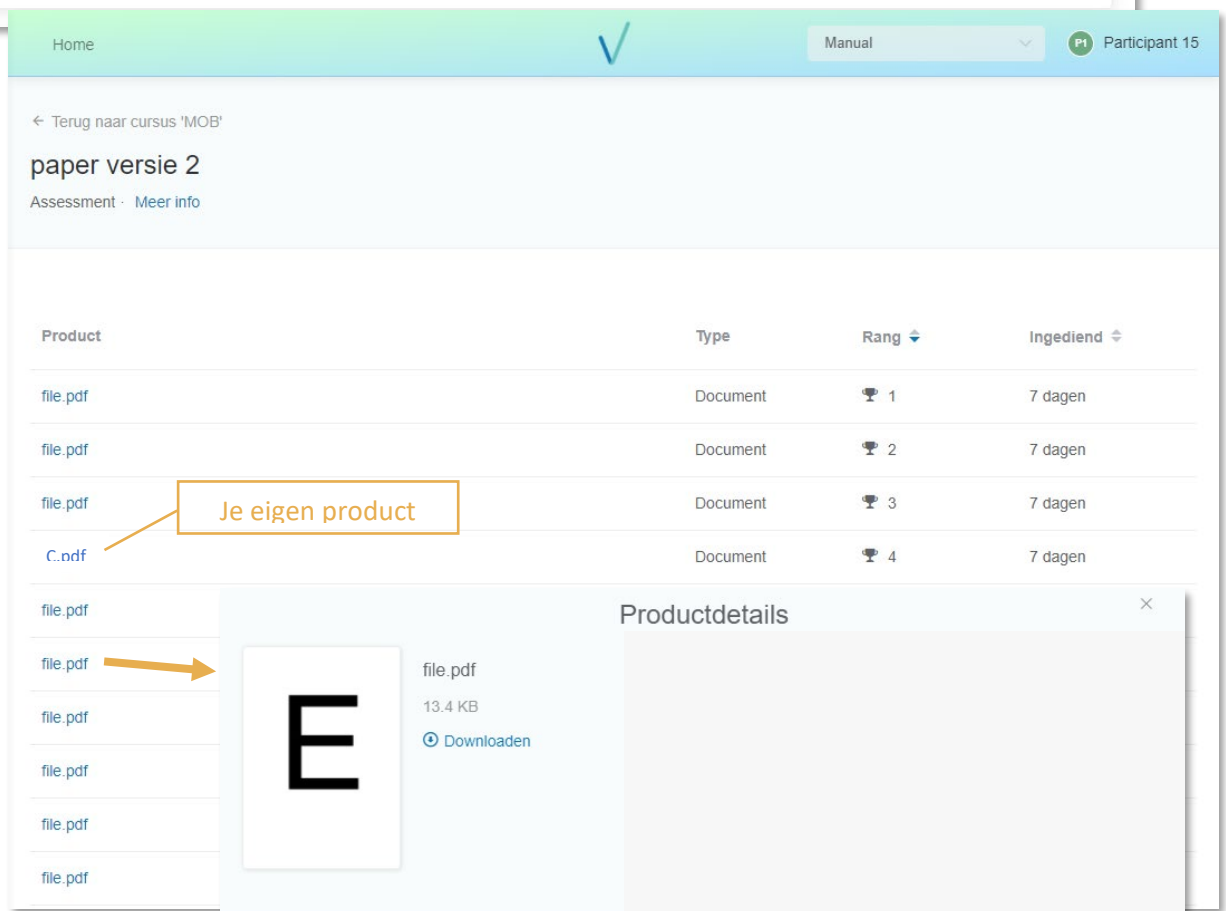 Home Manual P1 Participant 15
← Terug naar cursus 'MOB'
paper versie 2
Assessment · Meer info
Product Type Rang Ingediend
file.pdf Document 1 7 dagen
file.pdf Document 2 7 dagen
file.pdf Document 3 7 dagen
Je eigen product
C.pdf Document 4 7 dagen
file.pdf
Productdetails
file.pdf
file.pdf
13.4 KB
E
Downloaden
file.pdf
file.pdf
file.pdf
file.pdf